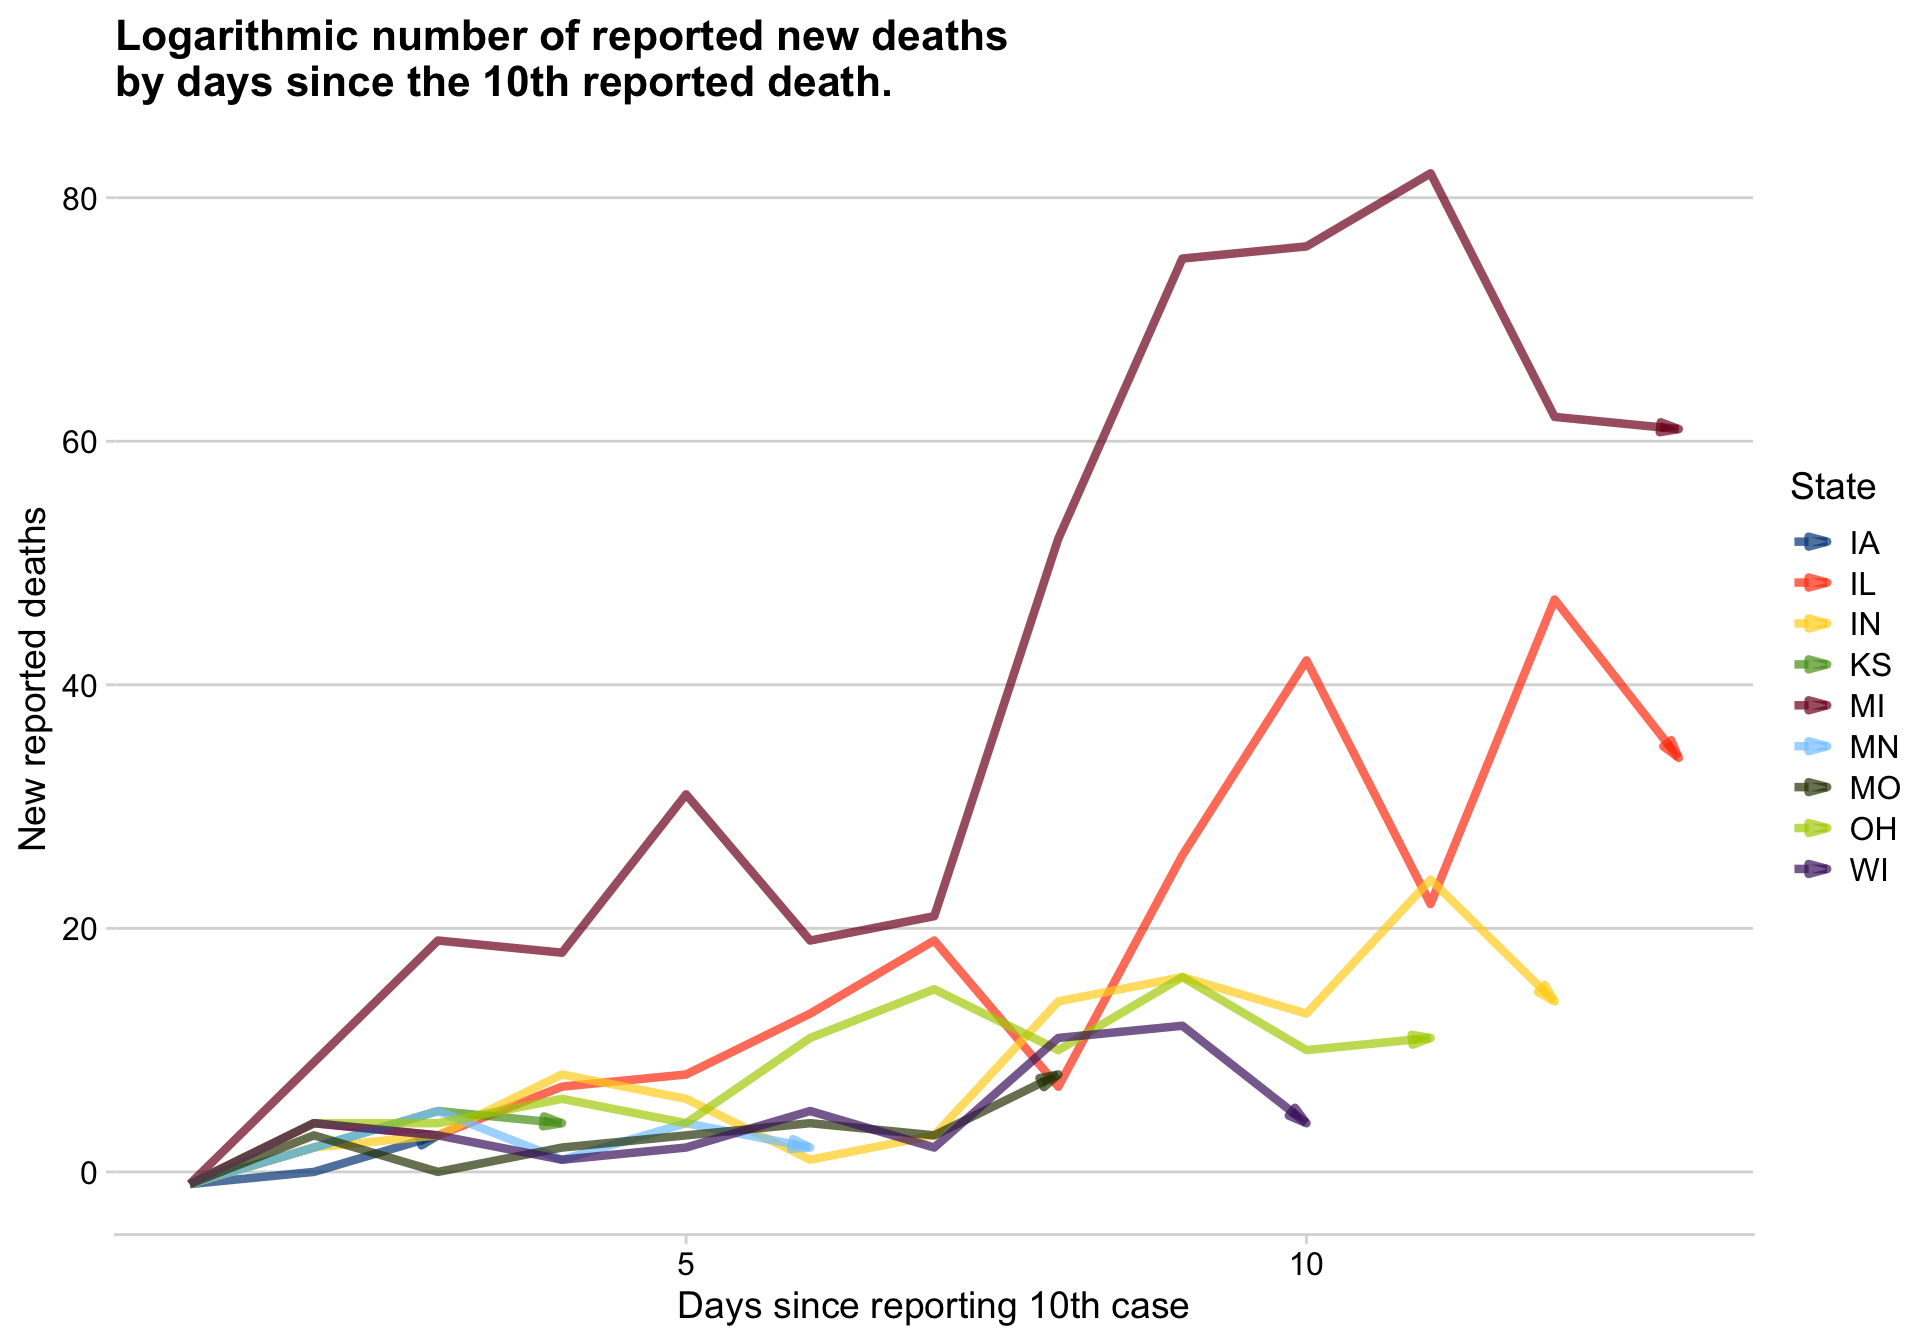 Logarithmic number of reported new deaths
by days since the 10th reported death.
80
60
40
20
0
New reported deaths
5
10
Days since reporting 10th case
State
IA
IL
IN
KS
MI
MN
MO
OH
WI